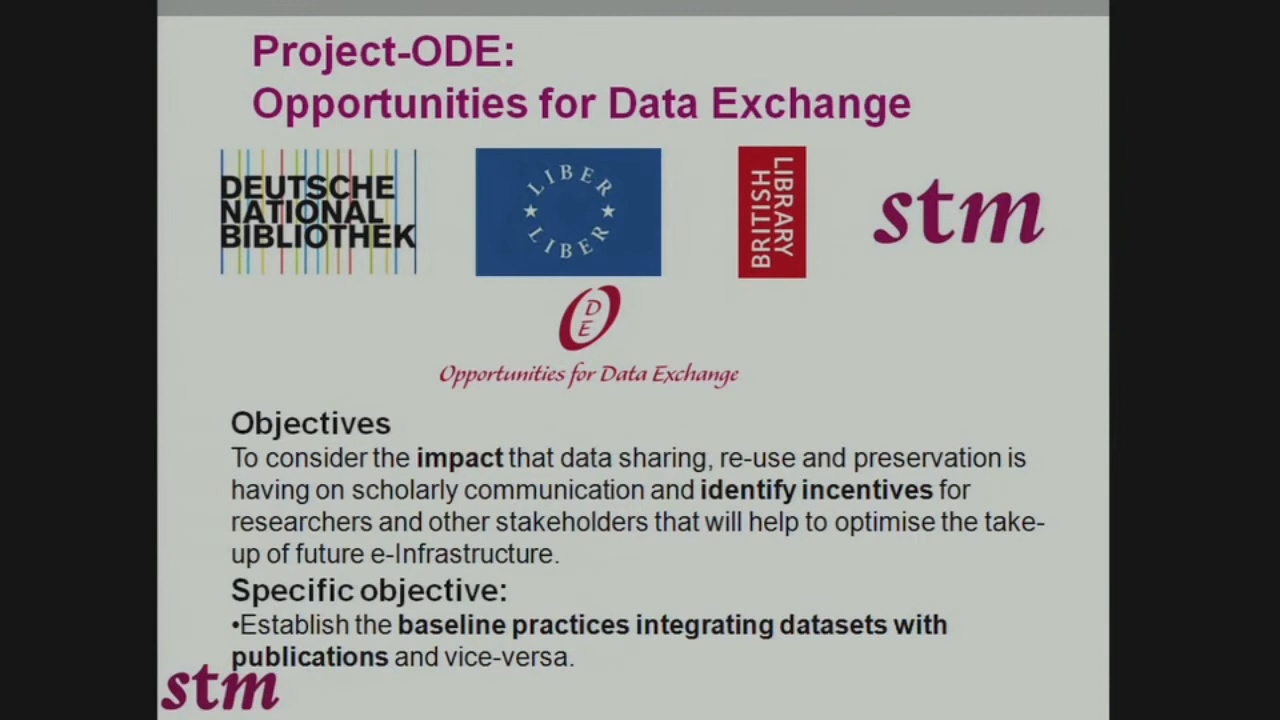 Project-ODE:
Opportunities for Data Exchange
DEUTSCHE
NATIONAL
BIBLIOTHEK
LIBER
LIBER
BRITISH
LIBRARY
stm
ODE
Opportunities for Data Exchange
Objectives
To consider the impact that data sharing, re-use and preservation is
having on scholarly communication and identify incentives for
researchers and other stakeholders that will help to optimise the take-
up of future e-Infrastructure.
Specific objective:
•Establish the baseline practices integrating datasets with
publications and vice-versa.
stm